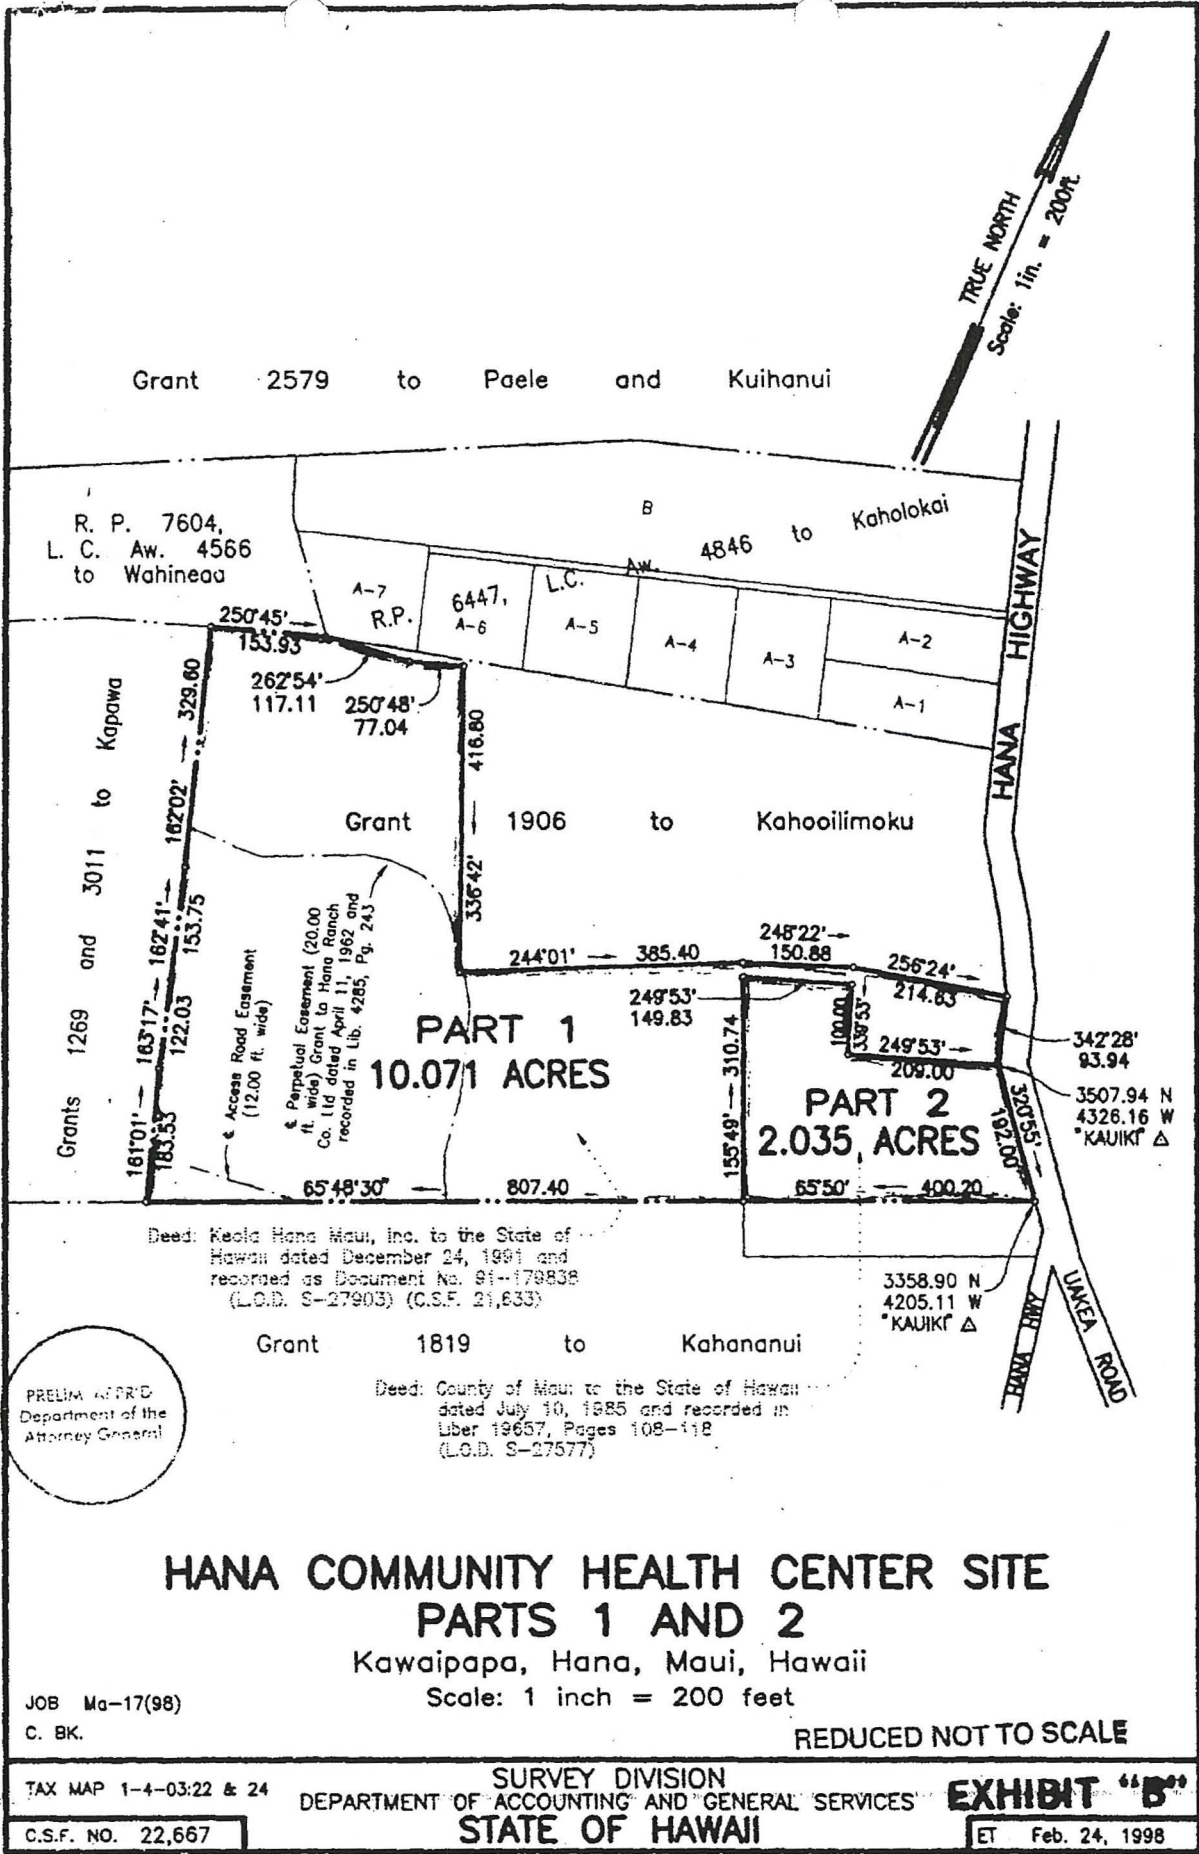 TRUE NORTH
Scale: 1in. = 200ft.
Grant 2579 to Paele and Kuihanui
R. P. 7604,
L. C. Aw. 4566
to Wahineaa
B
R.P. 6447, L.C. Aw. 4846 to Kaholokai
A-7
A-6
A-5
A-4
A-3
A-2
A-1
HANA HIGHWAY
250°45'
153.93
262°54'
117.11
250°48'
77.04
416.80
336°42'
329.60
162°02'
162°41'
153.75
163°17'
122.03
161°01'
183.53
Grants 1269 and 3011 to Kapawa
Grant 1906 to Kahooilimoku
℄ Access Road Easement
(12.00 ft. wide)
℄ Perpetual Easement (20.00
ft. wide) Grant to Hana Ranch
Co. Ltd dated April 11, 1962 and
recorded in Lib. 4285, Pg. 243
244°01' 385.40
248°22'
150.88
256°24'
214.63
249°53'
149.83
100.00
339°53'
249°53'
209.00
342°28'
93.94
3507.94 N
4326.16 W
"KAUIKI" △
PART 1
10.071 ACRES
155°49' 310.74
PART 2
2.035 ACRES
320°55'
192.00
65°48'30" 807.40
65°50' 400.20
Deed: Keola Hana Maui, Inc. to the State of
Hawaii dated December 24, 1991 and
recorded as Document No. 91-179838
(L.O.D. S-27903) (C.S.F. 21,633)
3358.90 N
4205.11 W
"KAUIKI" △
HANA HWY
UAKEA ROAD
Grant 1819 to Kahananui
Deed: County of Maui to the State of Hawaii
dated July 10, 1985 and recorded in
Liber 19657, Pages 108-118
(L.O.D. S-27577)
PRELIM. APPR'D
Department of the
Attorney General
HANA COMMUNITY HEALTH CENTER SITE
PARTS 1 AND 2
Kawaipapa, Hana, Maui, Hawaii
Scale: 1 inch = 200 feet
JOB Ma-17(98)
C. BK.
REDUCED NOT TO SCALE
TAX MAP 1-4-03:22 & 24
C.S.F. NO. 22,667
SURVEY DIVISION
DEPARTMENT OF ACCOUNTING AND GENERAL SERVICES
STATE OF HAWAII
EXHIBIT "B"
ET Feb. 24, 1998